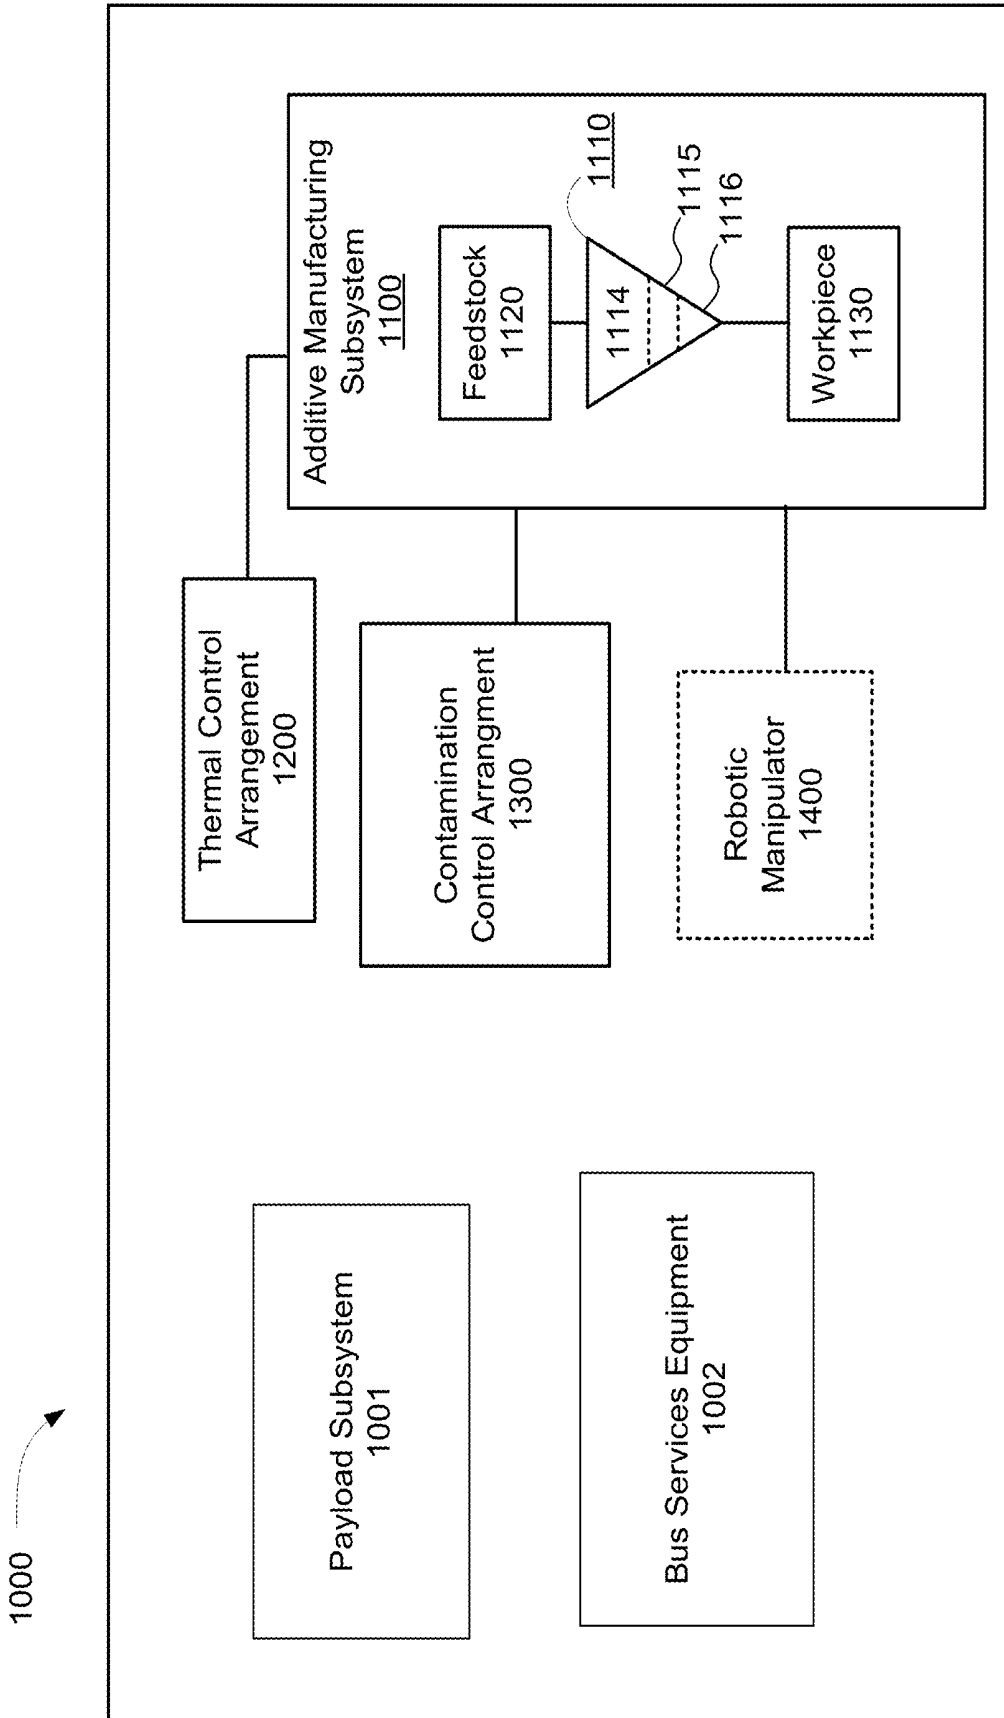 1000
Payload Subsystem
1001
Bus Services Equipment
1002
Thermal Control
Arrangement
1200
Contamination
Control Arrangment
1300
Robotic
Manipulator
1400
Additive Manufacturing
Subsystem
1100
Feedstock
1120
1110
1114
1115
1116
Workpiece
1130